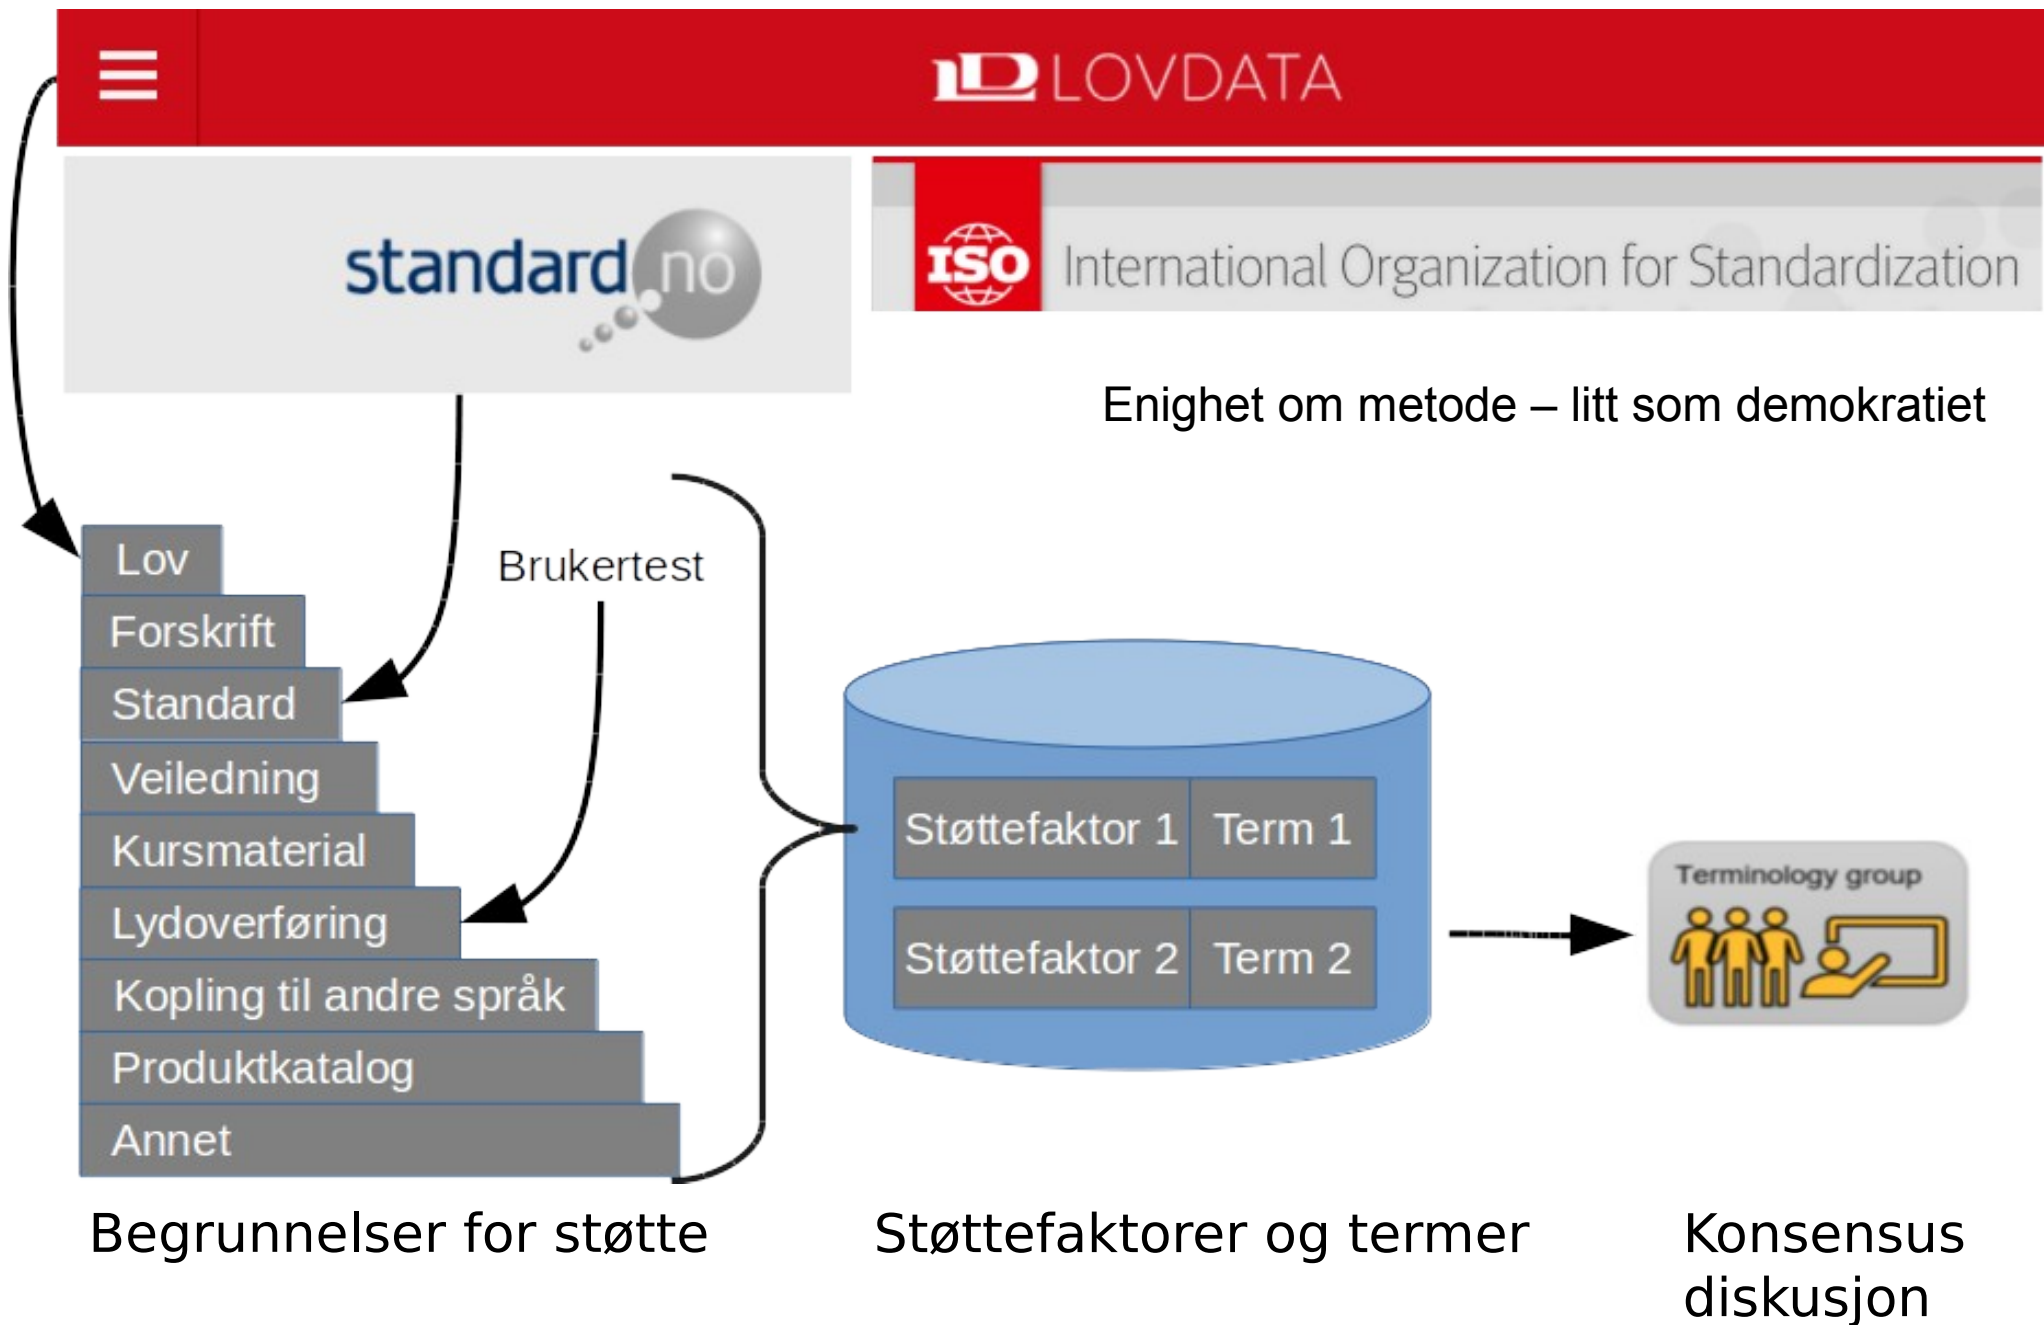 LOVDATA
standard.no
ISO
International Organization for Standardization
Enighet om metode – litt som demokratiet
Lov
Forskrift
Standard
Veiledning
Kursmaterial
Lydoverføring
Kopling til andre språk
Produktkatalog
Annet
Brukertest
Støttefaktor 1
Term 1
Støttefaktor 2
Term 2
Terminology group
Begrunnelser for støtte
Støttefaktorer og termer
Konsensus
diskusjon